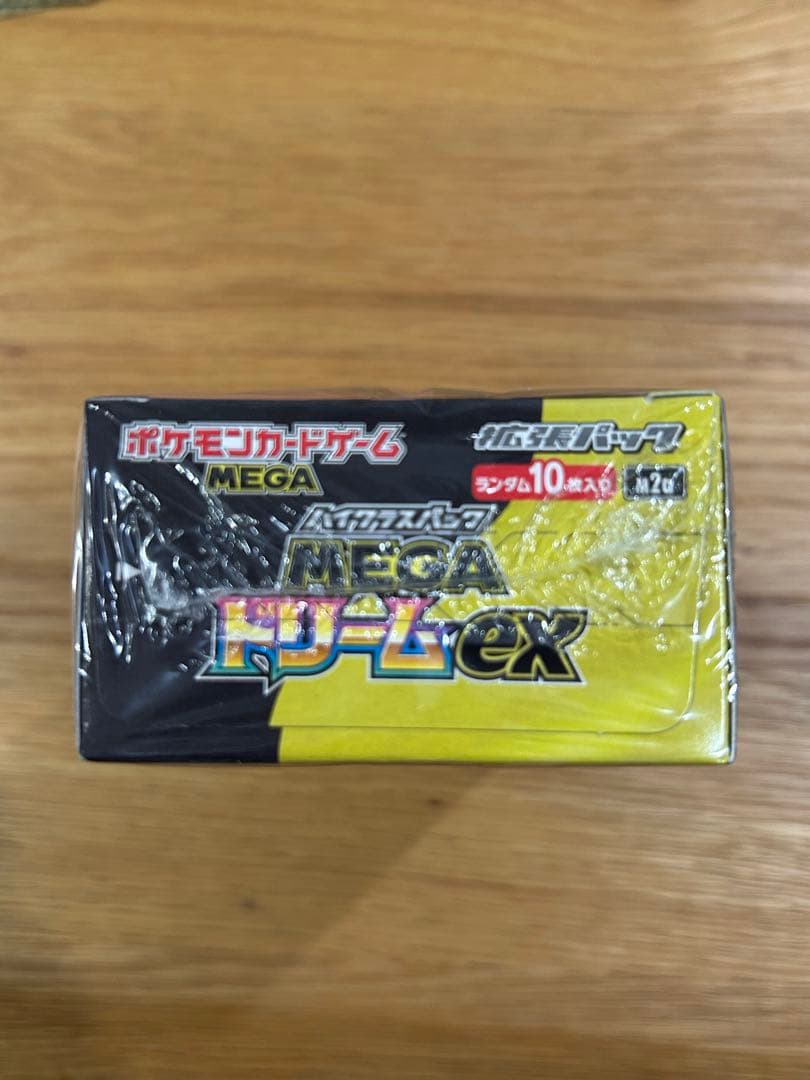 ポケモンカードゲーム
MEGA
拡張パック
ランダム10枚入り
ハイクラスパック
MEGA
ドリームex